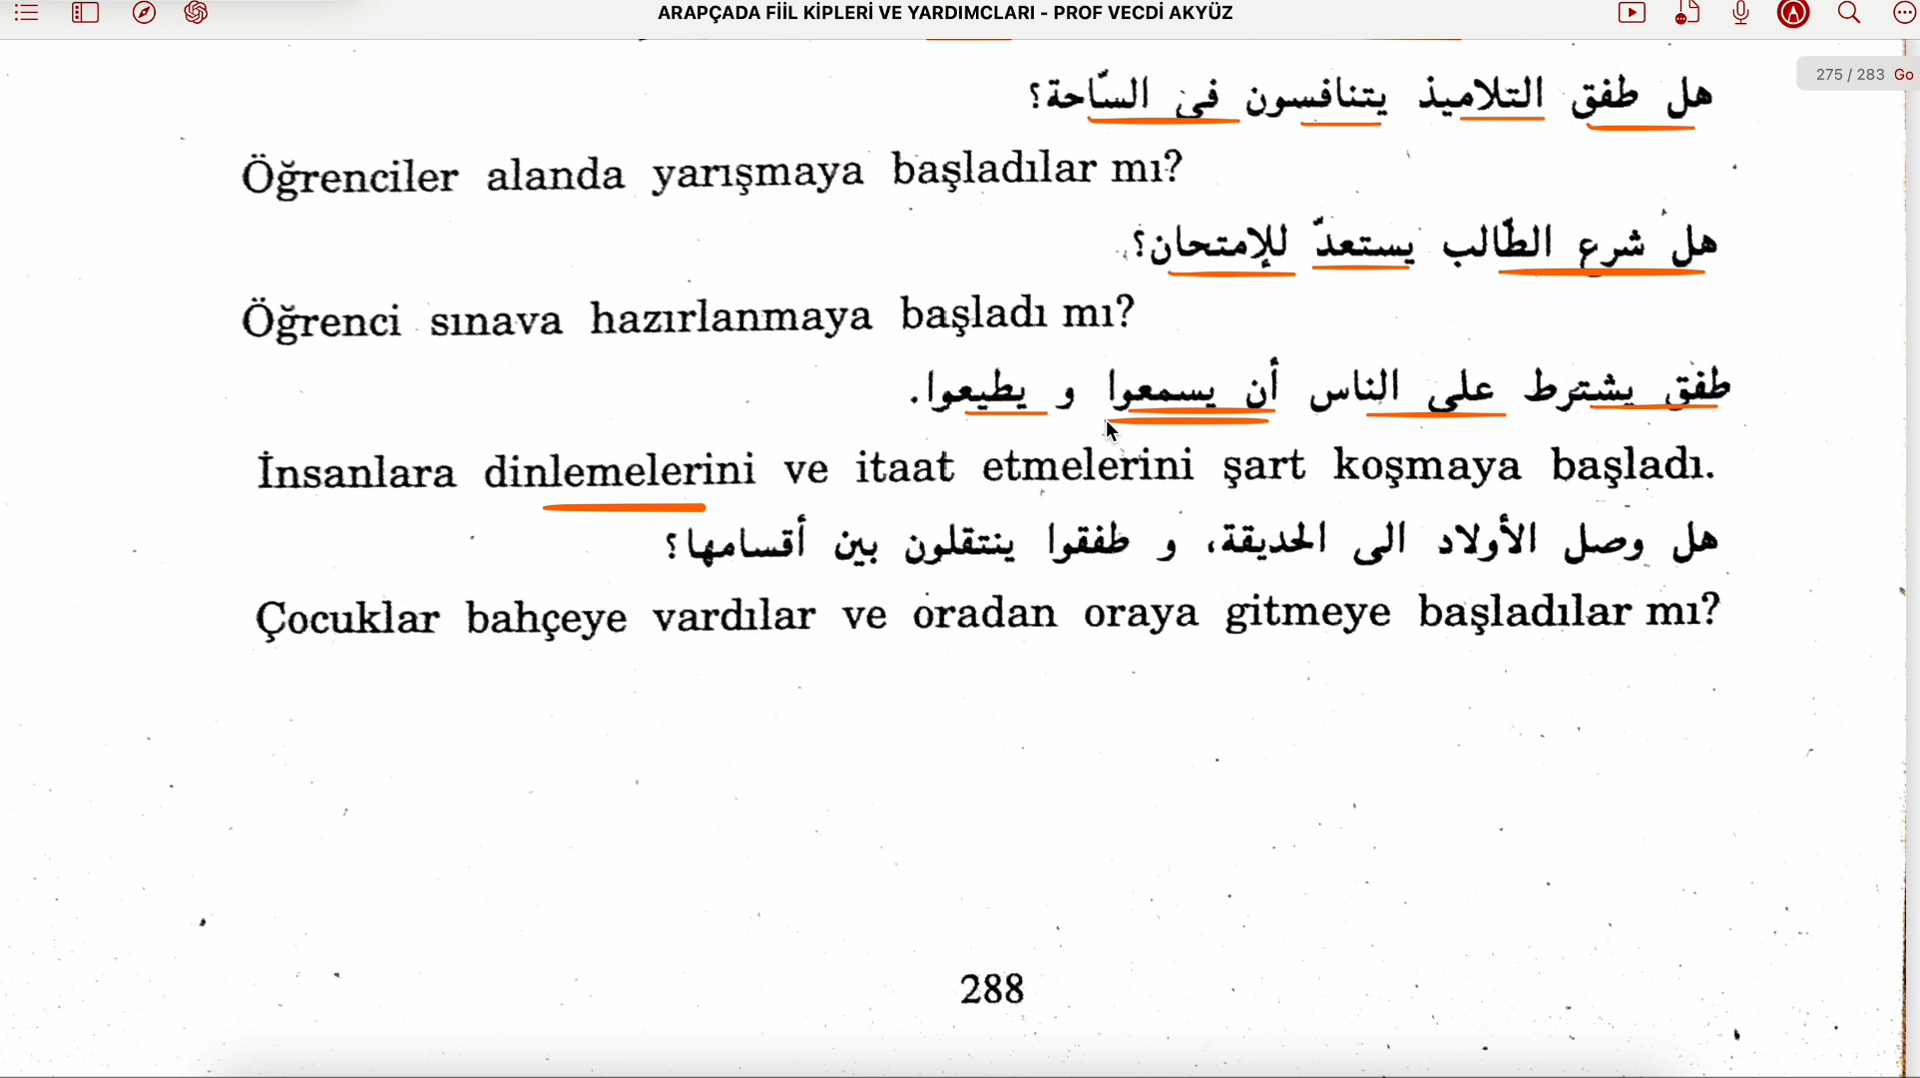 ARAPÇADA FİİL KİPLERİ VE YARDIMCLARI - PROF VECDİ AKYÜZ
275 / 283 Go
هل طفق التلاميذ يتنافسون فى السّاحة؟
Öğrenciler alanda yarışmaya başladılar mı?
هل شرع الطّالب يستعدّ للإمتحان؟
Öğrenci sınava hazırlanmaya başladı mı?
طفق يشترط على الناس أن يسمعوا و يطيعوا.
İnsanlara dinlemelerini ve itaat etmelerini şart koşmaya başladı.
هل وصل الأولاد الى الحديقة، و طفقوا ينتقلون بين أقسامها؟
Çocuklar bahçeye vardılar ve oradan oraya gitmeye başladılar mı?
288